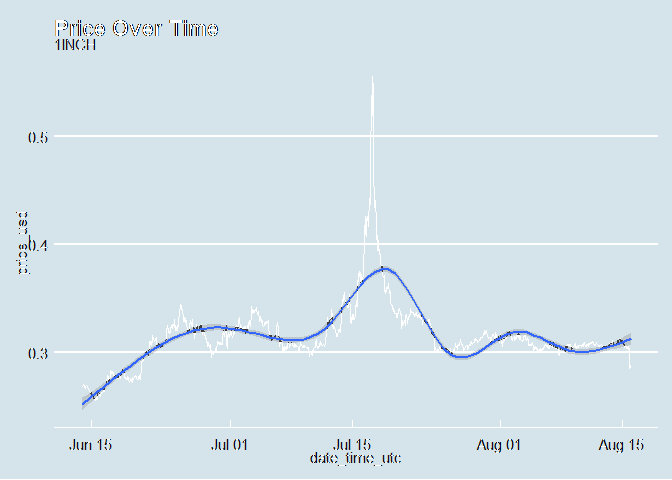 Price Over Time
1INCH
0.5
0.4
0.3
price_usd
Jun 15 Jul 01 Jul 15 Aug 01 Aug 15
date_time_utc